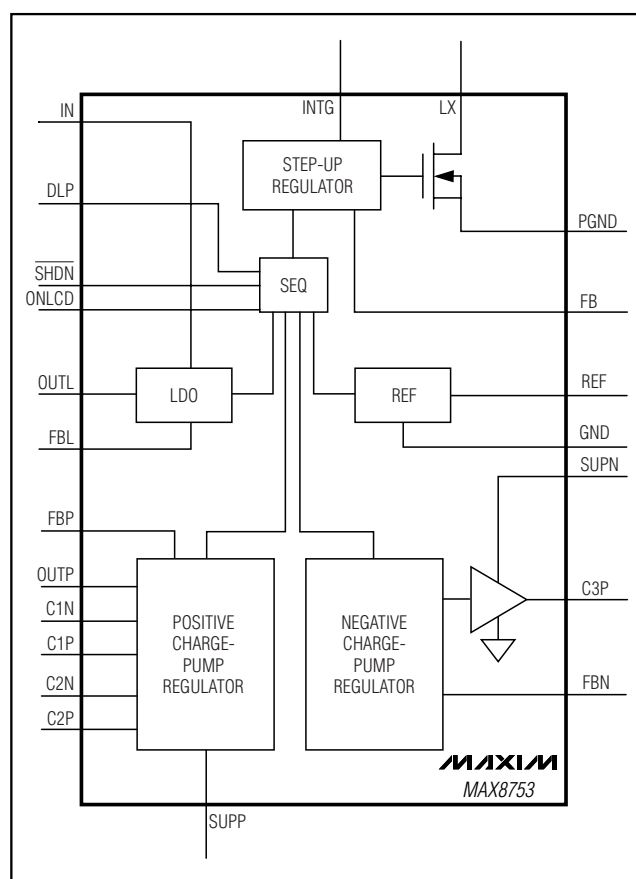 INTG
LX
IN
STEP-UP
REGULATOR
DLP
PGND
SHDN
SEQ
ONLCD
FB
OUTL
LDO
REF
REF
FBL
GND
SUPN
FBP
OUTP
POSITIVE
CHARGE-
PUMP
REGULATOR
NEGATIVE
CHARGE-
PUMP
REGULATOR
C3P
C1N
C1P
C2N
FBN
C2P
MAXIM
MAX8753
SUPP